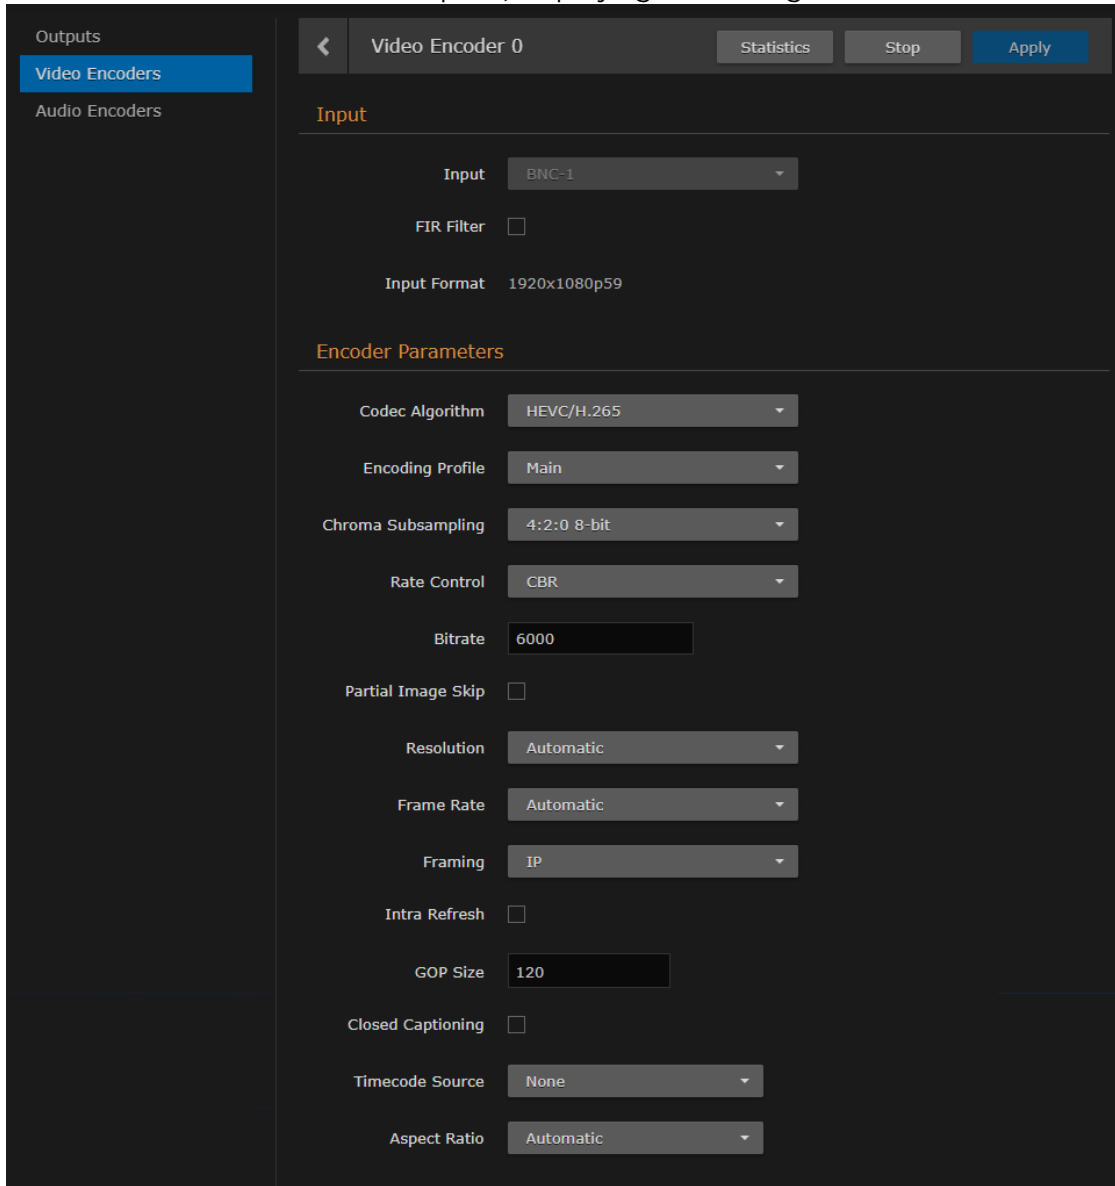 Outputs
Video Encoders
Audio Encoders
Video Encoder 0 Statistics Stop Apply
Input
Input BNC-1
FIR Filter
Input Format 1920x1080p59
Encoder Parameters
Codec Algorithm HEVC/H.265
Encoding Profile Main
Chroma Subsampling 4:2:0 8-bit
Rate Control CBR
Bitrate 6000
Partial Image Skip
Resolution Automatic
Frame Rate Automatic
Framing IP
Intra Refresh
GOP Size 120
Closed Captioning
Timecode Source None
Aspect Ratio Automatic